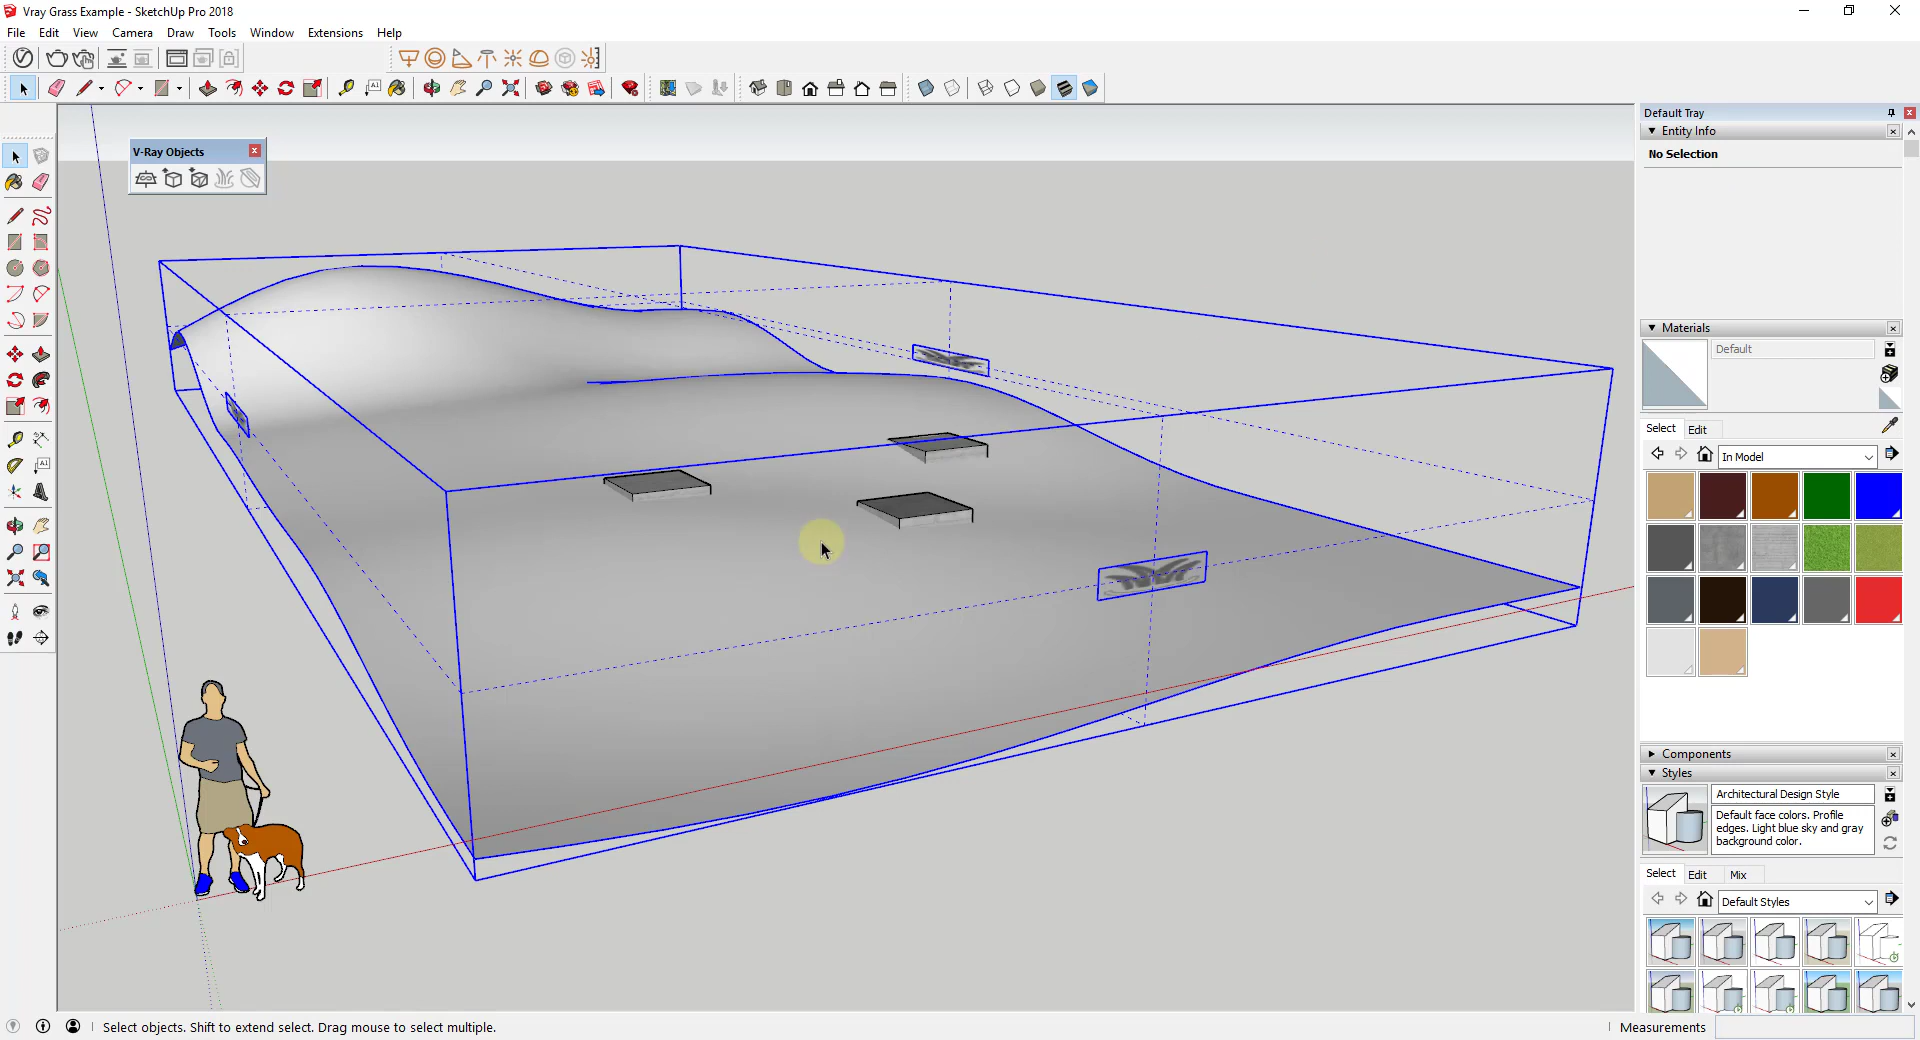 Vray Grass Example - SketchUp Pro 2018
File Edit View Camera Draw Tools Window Extensions Help
Default Tray
Entity Info
V-Ray Objects
No Selection
Materials
Default
Select Edit
In Model
Components
Styles
Architectural Design Style
Default face colors. Profile
edges. Light blue sky and gray
background color.
Select Edit Mix
Default Styles
Select objects. Shift to extend select. Drag mouse to select multiple.
Measurements